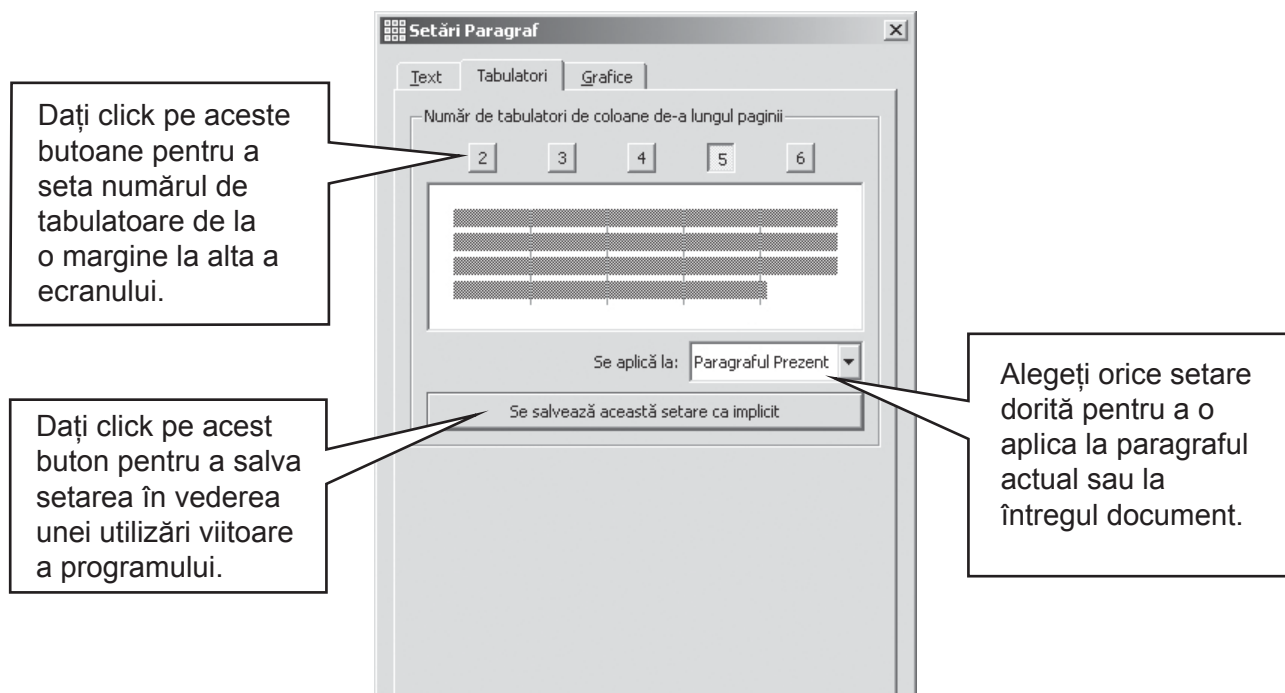 Setări Paragraf
Text Tabulatori Grafice
Număr de tabulatori de coloane de-a lungul paginii
2 3 4 5 6
Se aplică la: Paragraful Prezent
Se salvează această setare ca implicit
Dați click pe aceste
butoane pentru a
seta numărul de
tabulatoare de la
o margine la alta a
ecranului.
Dați click pe acest
buton pentru a salva
setarea în vederea
unei utilizări viitoare
a programului.
Alegeți orice setare
dorită pentru a o
aplica la paragraful
actual sau la
întregul document.